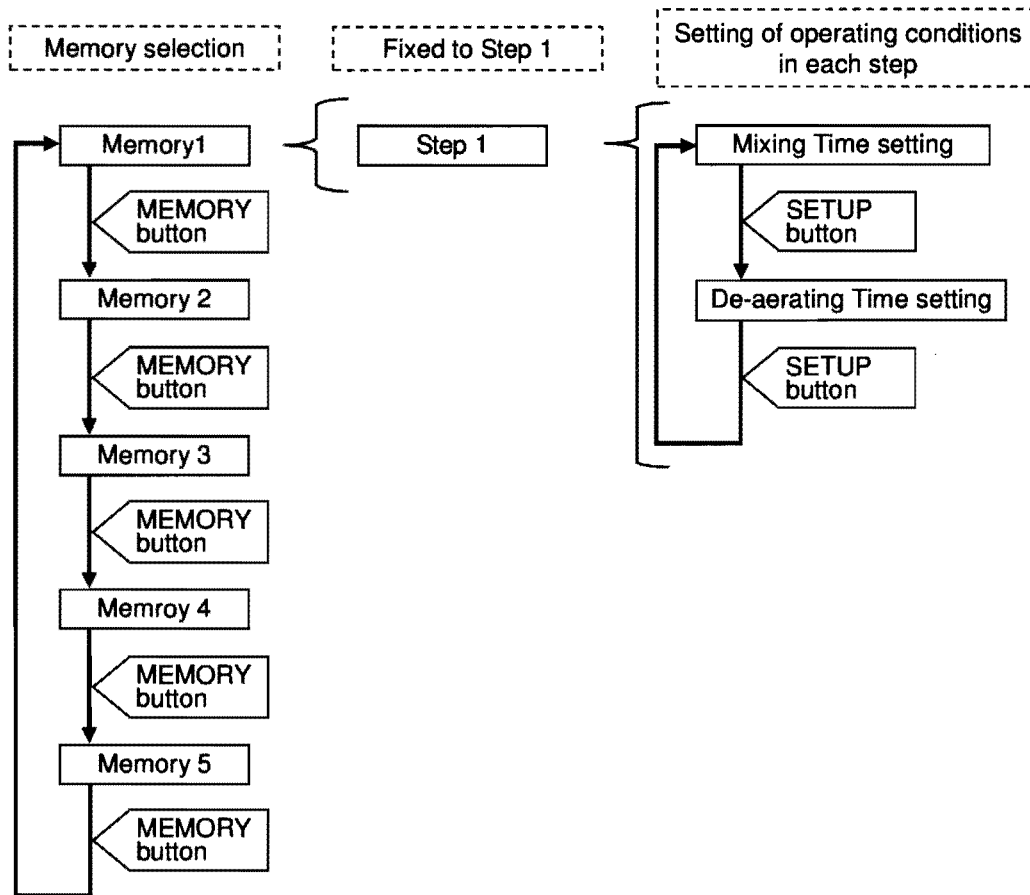 Memory selection
Fixed to Step 1
Setting of operating conditions
in each step
Memory1
MEMORY
button
Memory 2
MEMORY
button
Memory 3
MEMORY
button
Memroy 4
MEMORY
button
Memory 5
MEMORY
button
Step 1
Mixing Time setting
SETUP
button
De-aerating Time setting
SETUP
button